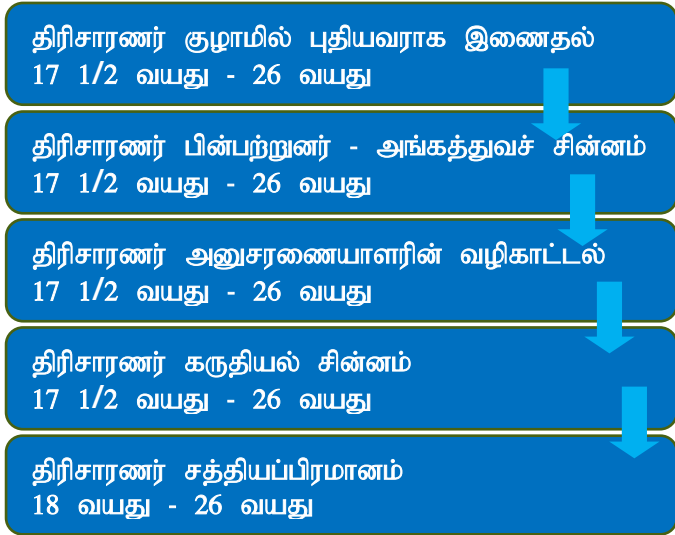 திரிசாரணர் குழாமில் புதியவராக இணைதல்
17 1/2 வயது - 26 வயது
திரிசாரணர் பின்பற்றுனர் - அங்கத்துவச் சின்னம்
17 1/2 வயது - 26 வயது
திரிசாரணர் அனுசரணையாளரின் வழிகாட்டல்
17 1/2 வயது - 26 வயது
திரிசாரணர் கருதியல் சின்னம்
17 1/2 வயது - 26 வயது
திரிசாரணர் சத்தியப்பிரமானம்
18 வயது - 26 வயது